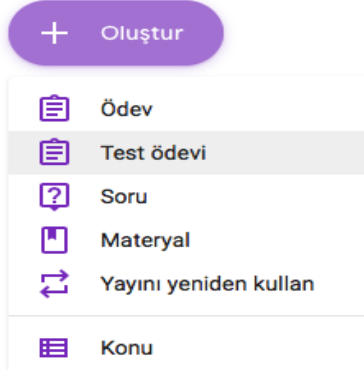 Oluştur
Ödev
Test ödevi
Soru
Materyal
Yayını yeniden kullan
Konu